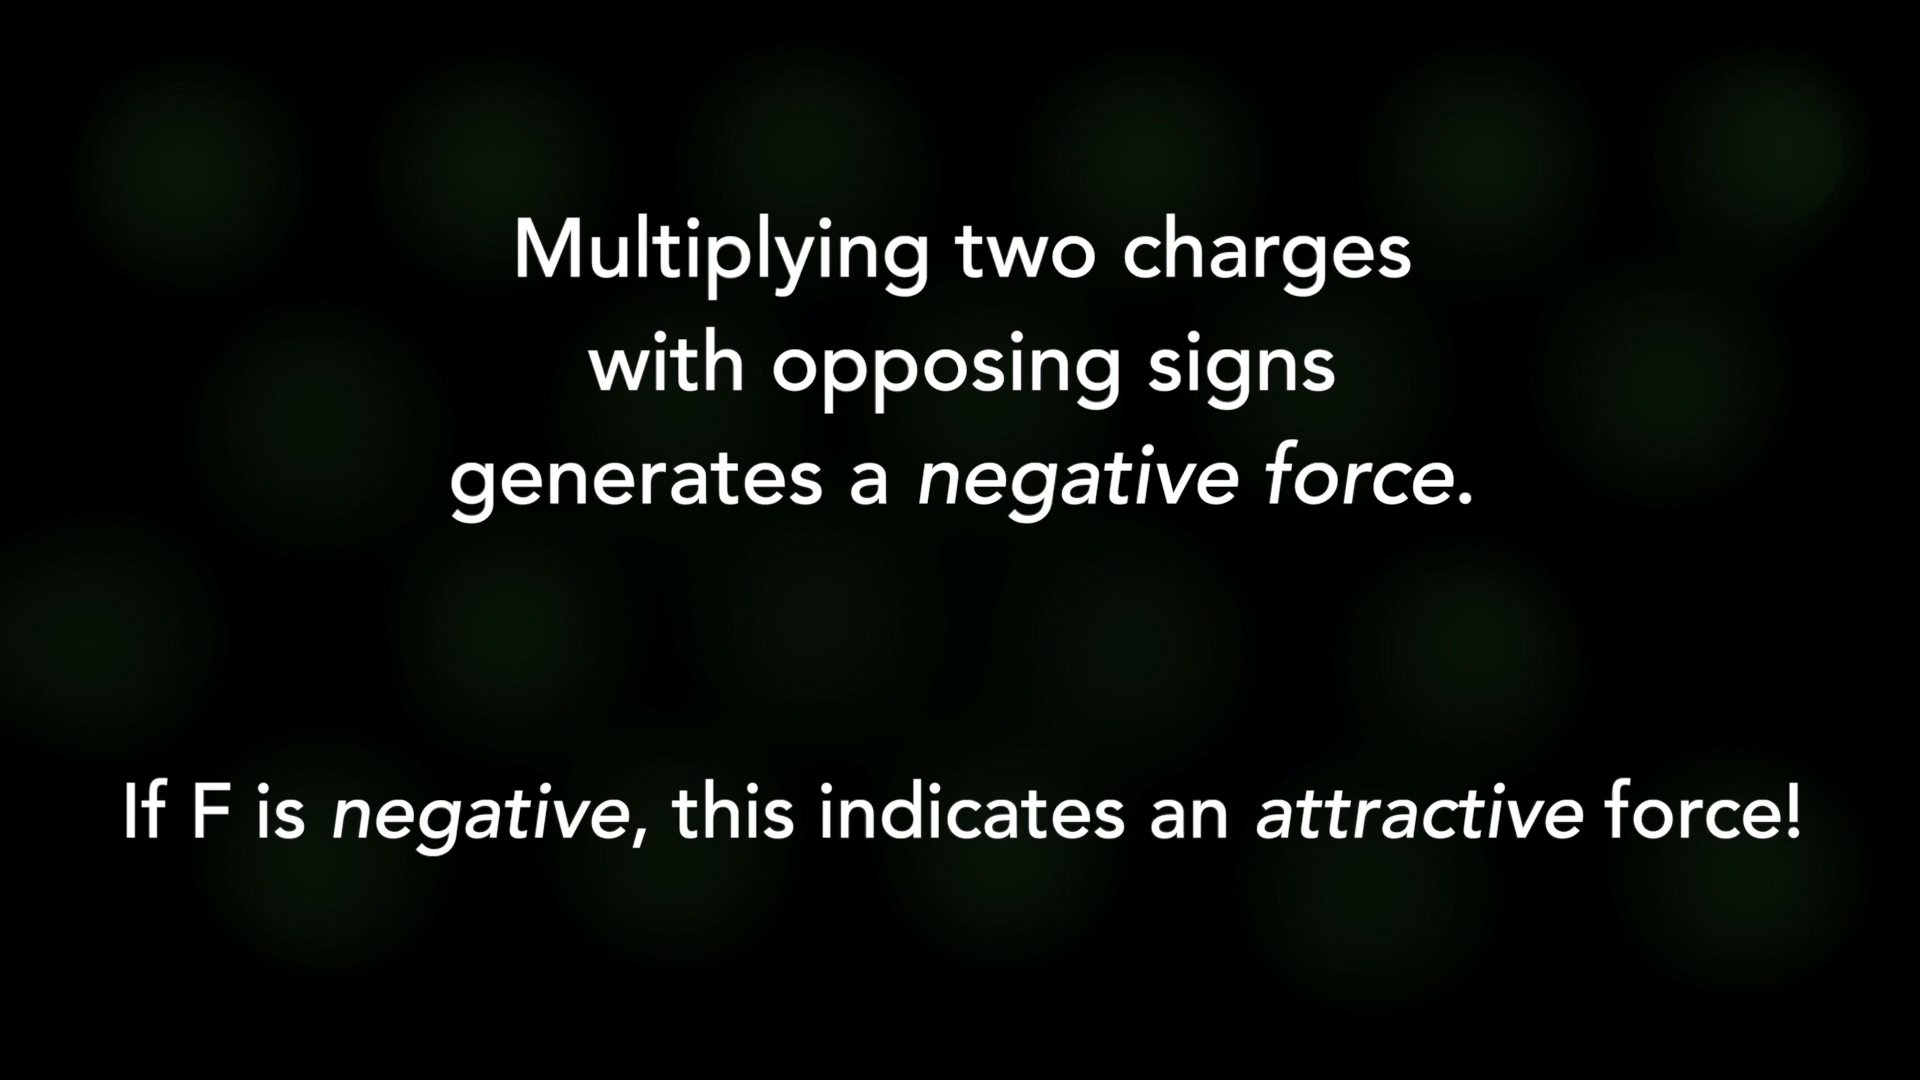 Multiplying two charges
with opposing signs
generates a negative force.
If F is negative, this indicates an attractive force!